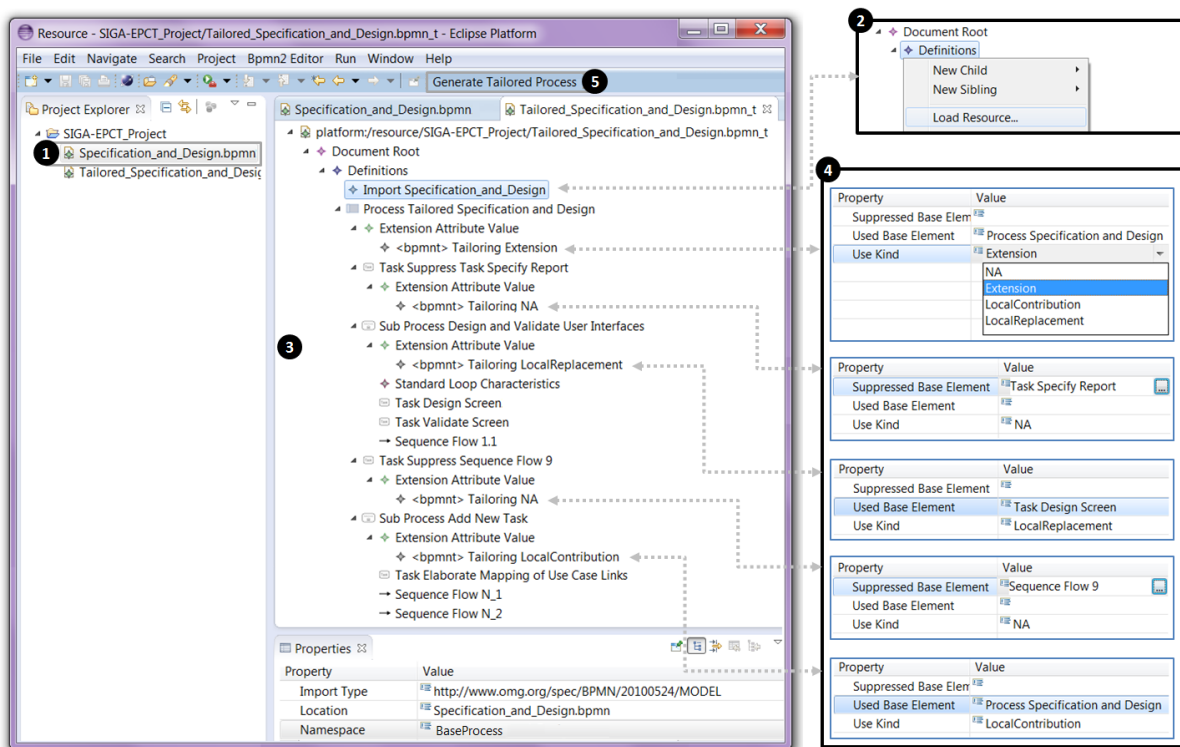 Resource - SIGA-EPCT_Project/Tailored_Specification_and_Design.bpmn_t - Eclipse Platform
File Edit Navigate Search Project Bpmn2 Editor Run Window Help
Generate Tailored Process 5
Project Explorer
SIGA-EPCT_Project
1 Specification_and_Design.bpmn
Tailored_Specification_and_Desig
Specification_and_Design.bpmn
Tailored_Specification_and_Design.bpmn_t
platform:/resource/SIGA-EPCT_Project/Tailored_Specification_and_Design.bpmn_t
Document Root
Definitions
Import Specification_and_Design
Process Tailored Specification and Design
Extension Attribute Value
<bpmnt> Tailoring Extension
Task Suppress Task Specify Report
Extension Attribute Value
<bpmnt> Tailoring NA
Sub Process Design and Validate User Interfaces
3
Extension Attribute Value
<bpmnt> Tailoring LocalReplacement
Standard Loop Characteristics
Task Design Screen
Task Validate Screen
Sequence Flow 1.1
Task Suppress Sequence Flow 9
Extension Attribute Value
<bpmnt> Tailoring NA
Sub Process Add New Task
Extension Attribute Value
<bpmnt> Tailoring LocalContribution
Task Elaborate Mapping of Use Case Links
Sequence Flow N_1
Sequence Flow N_2
Properties
Property Value
Import Type http://www.omg.org/spec/BPMN/20100524/MODEL
Location Specification_and_Design.bpmn
Namespace BaseProcess
2
Document Root
Definitions
New Child
New Sibling
Load Resource...
4
Property Value
Suppressed Base Elem
Used Base Element Process Specification and Design
Use Kind Extension
NA
Extension
LocalContribution
LocalReplacement
Property Value
Suppressed Base Element Task Specify Report ...
Used Base Element
Use Kind NA
Property Value
Suppressed Base Element
Used Base Element Task Design Screen
Use Kind LocalReplacement
Property Value
Suppressed Base Element Sequence Flow 9 ...
Used Base Element
Use Kind NA
Property Value
Suppressed Base Elem
Used Base Element Process Specification and Design
Use Kind LocalContribution